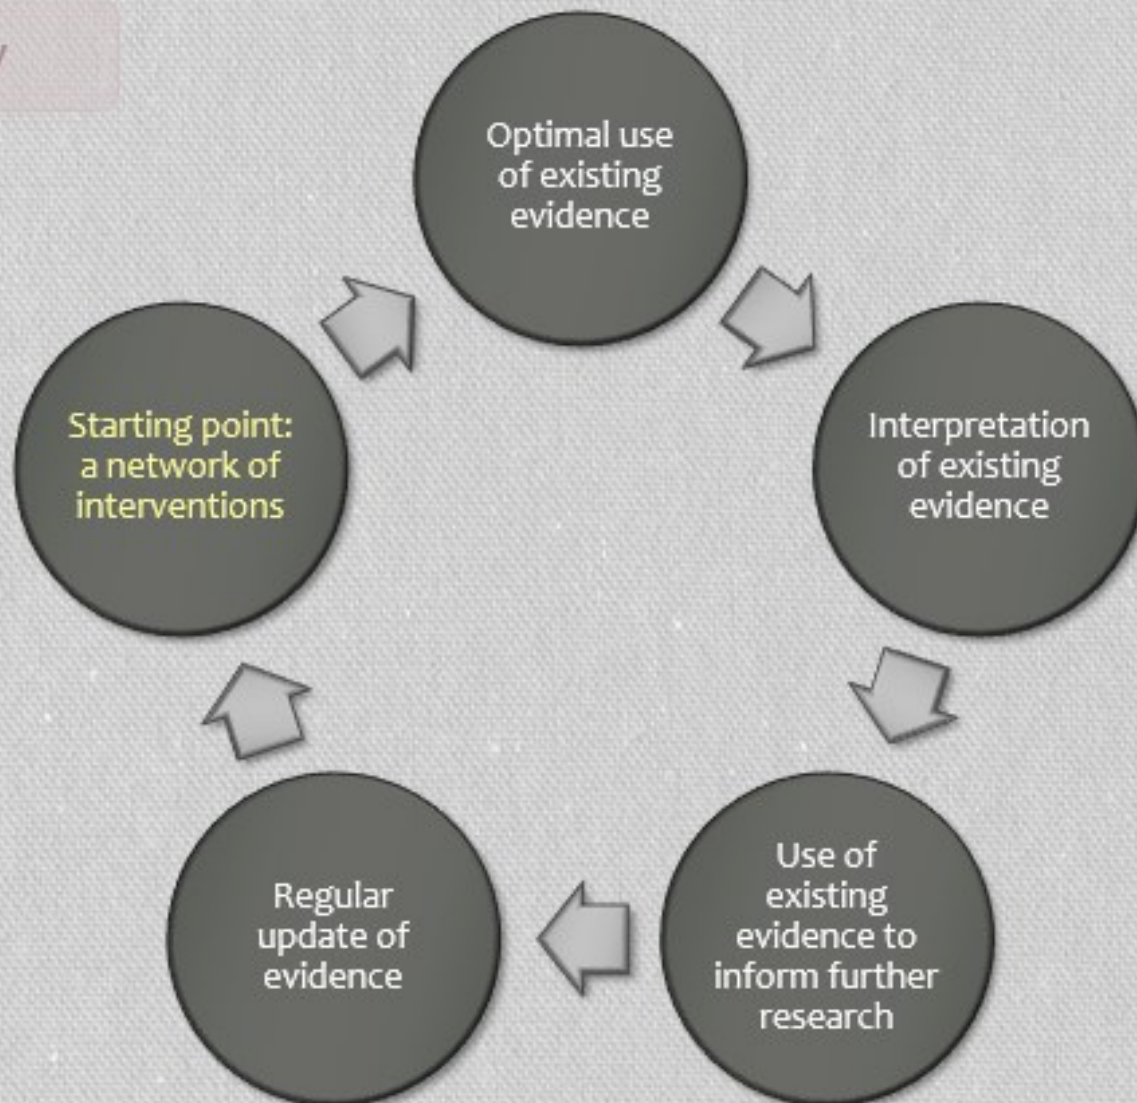 Optimal use
of existing
evidence
Starting point:
a network of
interventions
Interpretation
of existing
evidence
Regular
update of
evidence
Use of
existing
evidence to
inform further
research